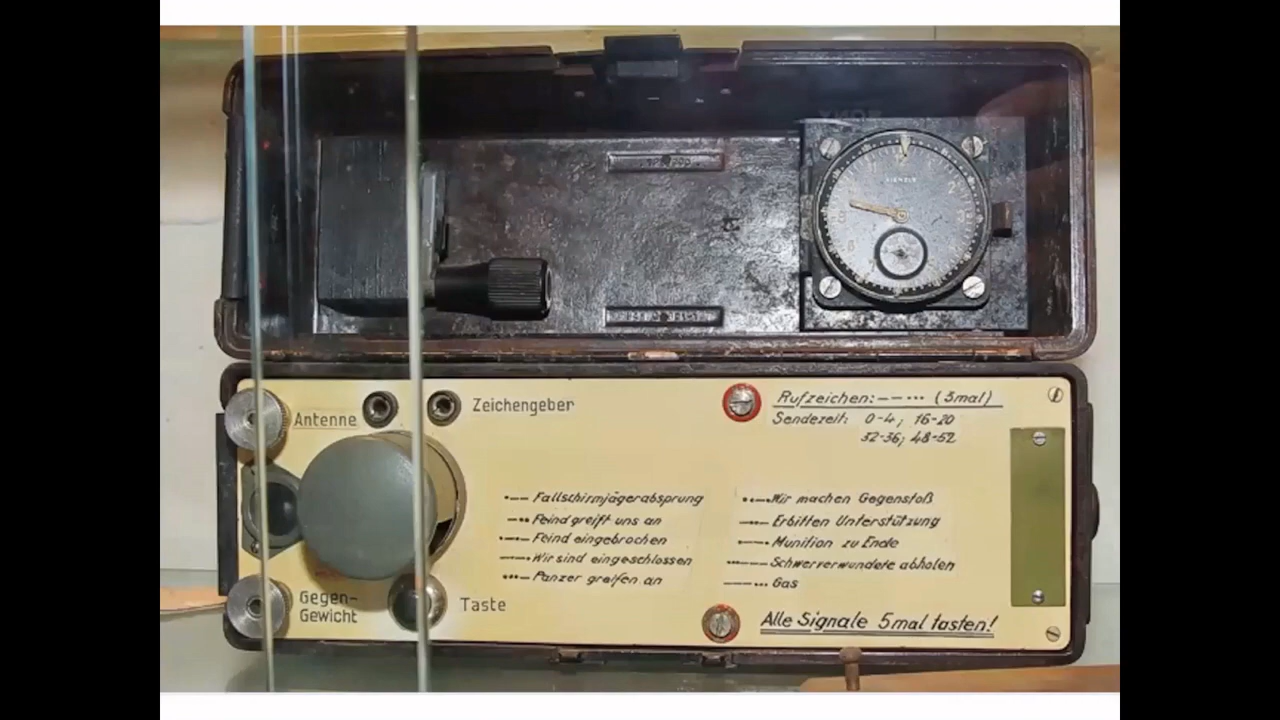 KIENZLE
Antenne
Zeichengeber
Rufzeichen: ––··· (5mal)
Sendezeit: 0-4; 16-20
32-36; 48-52
·–– Fallschirmjägerabsprung
–·· Feind greift uns an
·–– Feind eingebrochen
––·– Wir sind eingeschlossen
···– Panzer greifen an
··–· Wir machen Gegenstoß
–··– Erbitten Unterstützung
·––· Munition zu Ende
···–– Schwerverwundete abholen
–––··· Gas
Gegen-
Gewicht
Taste
Alle Signale 5mal tasten!